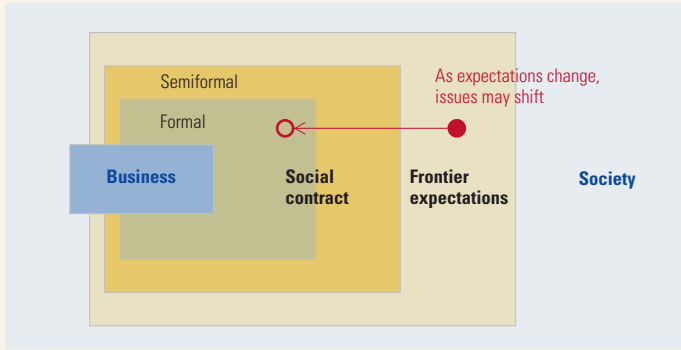 Semiformal
As expectations change,
issues may shift
Formal
Business
Social
contract
Frontier
expectations
Society